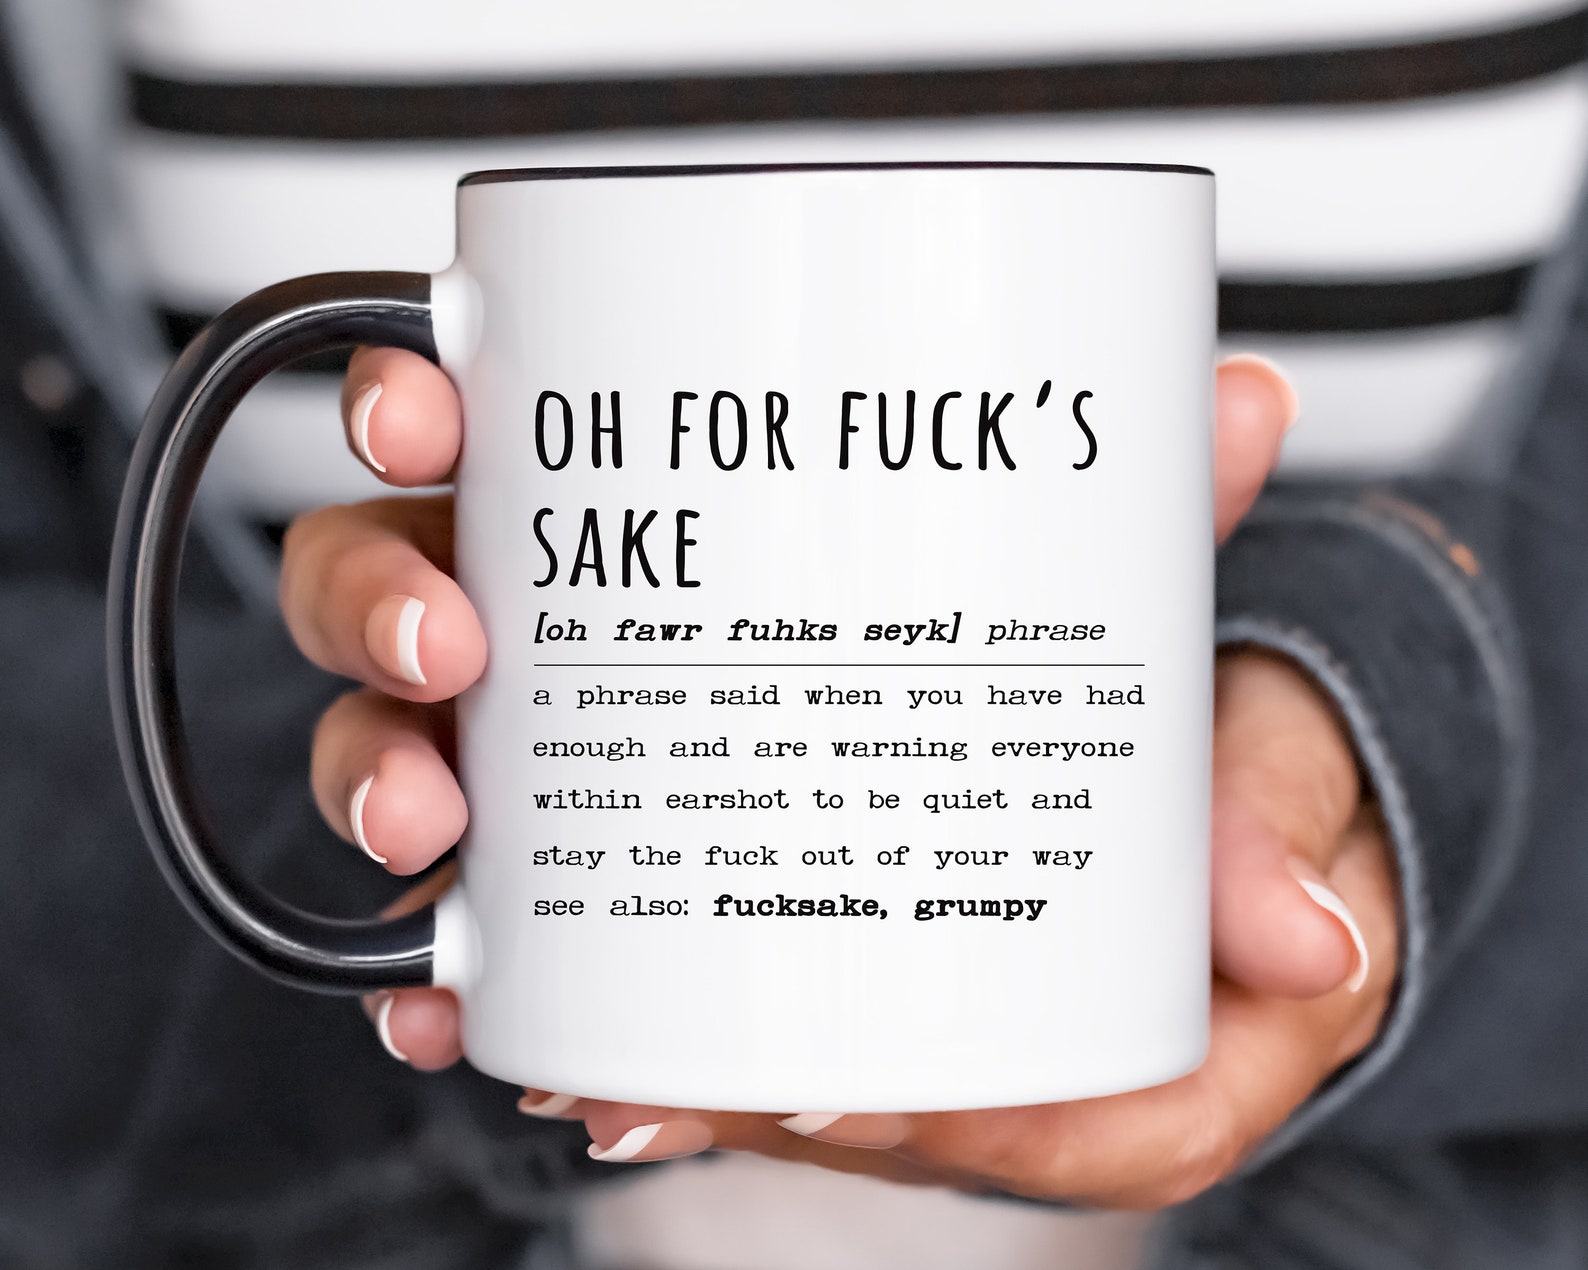 OH FOR FUCK'S
SAKE
[oh fawr fuhks seyk] phrase
a phrase said when you have had
enough and are warning everyone
within earshot to be quiet and
stay the fuck out of your way
see also: fucksake, grumpy